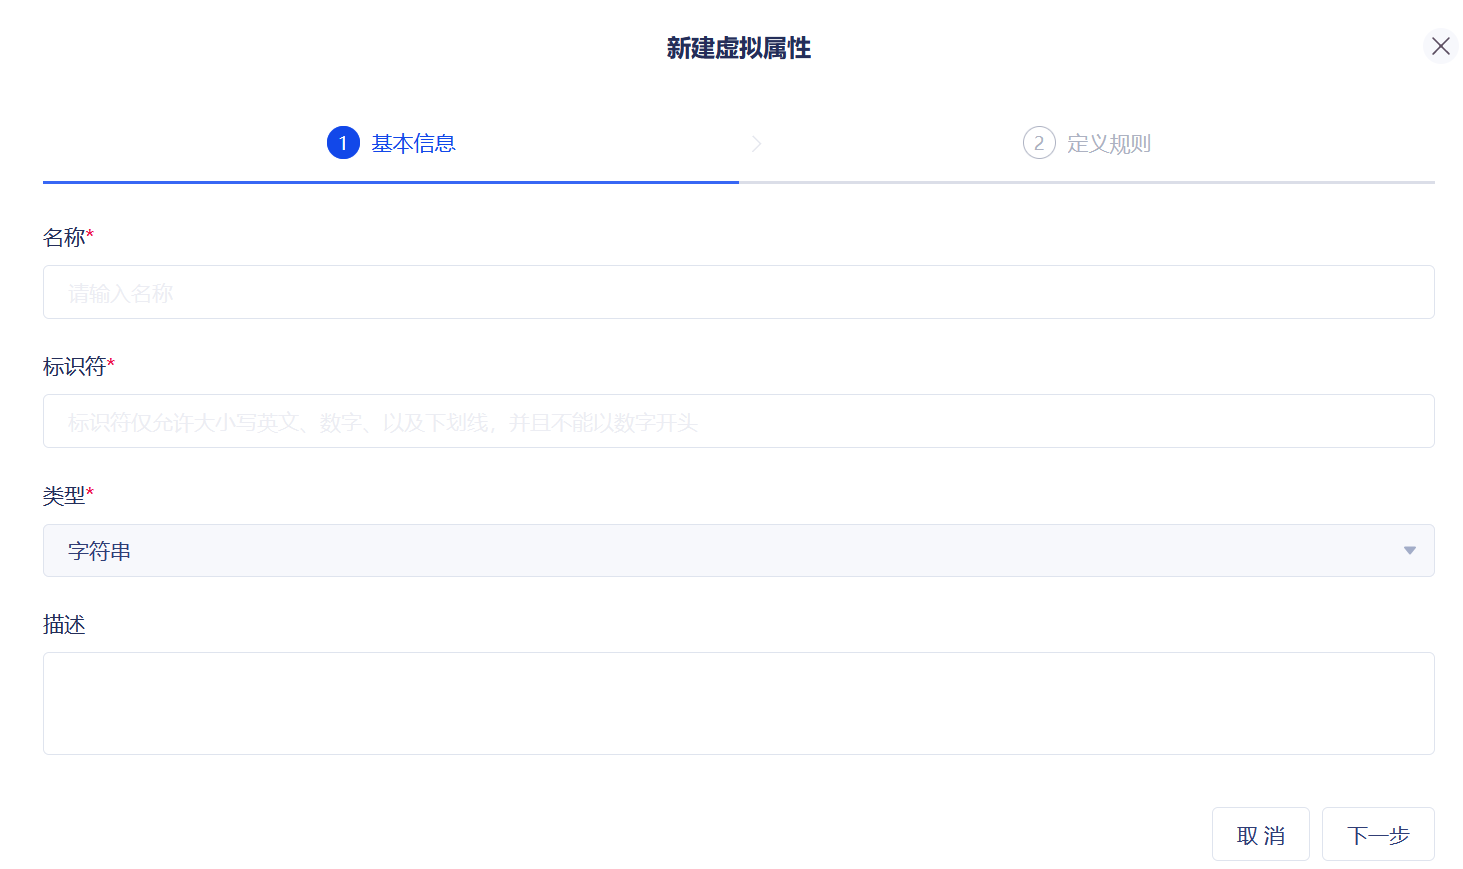 新建虚拟属性
1 基本信息
2 定义规则
名称*
请输入名称
标识符*
标识符仅允许大小写英文、数字、以及下划线，并且不能以数字开头
类型*
字符串
描述
取 消
下一步